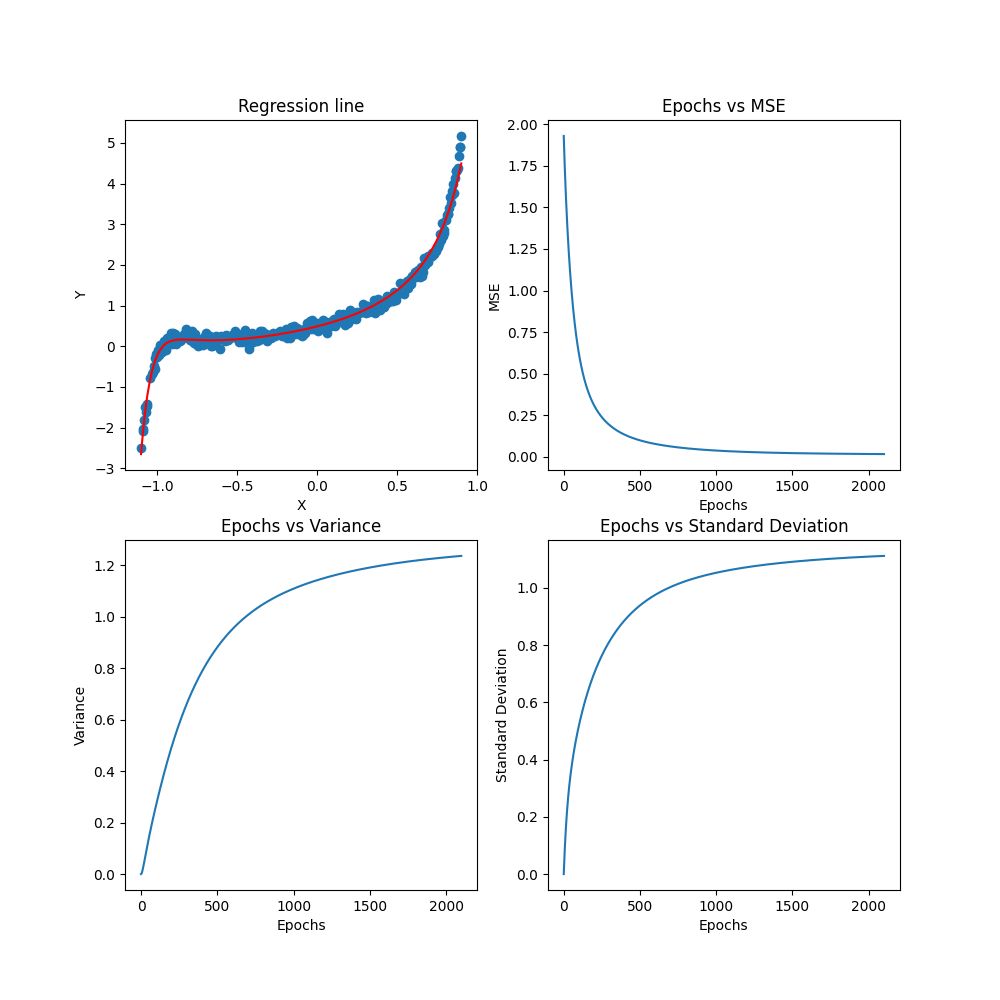 Regression line
5
4
3
2
1
0
−1
−2
−3
Y
−1.0 −0.5 0.0 0.5 1.0
X
Epochs vs MSE
2.00
1.75
1.50
1.25
1.00
0.75
0.50
0.25
0.00
MSE
0 500 1000 1500 2000
Epochs
Epochs vs Variance
1.2
1.0
0.8
0.6
0.4
0.2
0.0
Variance
0 500 1000 1500 2000
Epochs
Epochs vs Standard Deviation
1.0
0.8
0.6
0.4
0.2
0.0
Standard Deviation
0 500 1000 1500 2000
Epochs